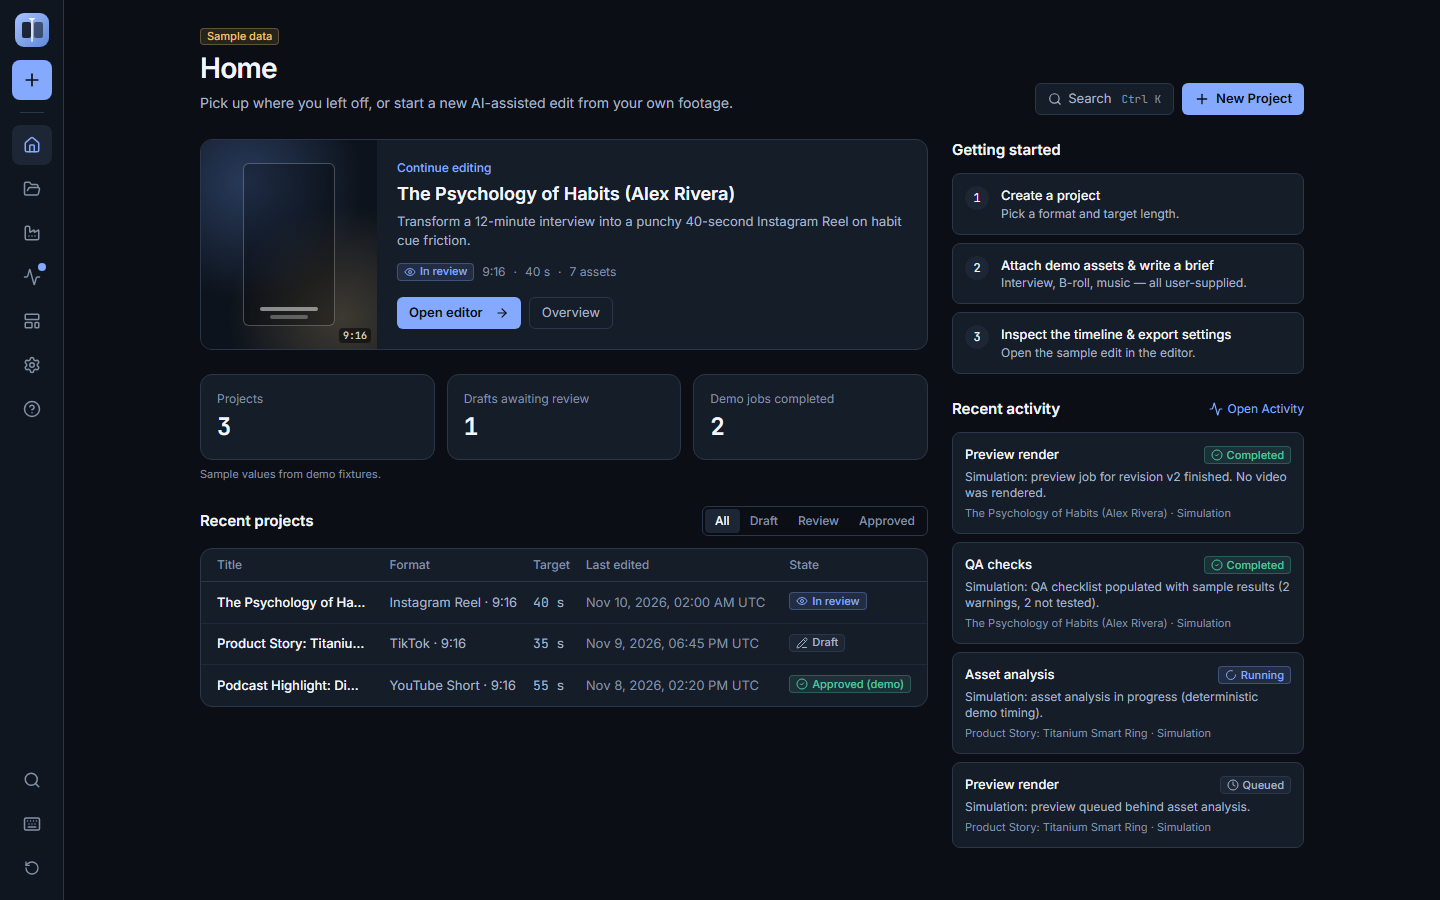 Sample data
Home
Pick up where you left off, or start a new AI-assisted edit from your own footage.
Search Ctrl K
New Project
9:16
Continue editing
The Psychology of Habits (Alex Rivera)
Transform a 12-minute interview into a punchy 40-second Instagram Reel on habit
cue friction.
In review 9:16 · 40 s · 7 assets
Open editor
Overview
Projects
3
Drafts awaiting review
1
Demo jobs completed
2
Sample values from demo fixtures.
Recent projects
All Draft Review Approved
Title Format Target Last edited State
The Psychology of Ha... Instagram Reel · 9:16 40 s Nov 10, 2026, 02:00 AM UTC In review
Product Story: Titaniu... TikTok · 9:16 35 s Nov 9, 2026, 06:45 PM UTC Draft
Podcast Highlight: Di... YouTube Short · 9:16 55 s Nov 8, 2026, 02:20 PM UTC Approved (demo)
Getting started
1 Create a project
Pick a format and target length.
2 Attach demo assets & write a brief
Interview, B-roll, music — all user-supplied.
3 Inspect the timeline & export settings
Open the sample edit in the editor.
Recent activity Open Activity
Preview render Completed
Simulation: preview job for revision v2 finished. No video
was rendered.
The Psychology of Habits (Alex Rivera) · Simulation
QA checks Completed
Simulation: QA checklist populated with sample results (2
warnings, 2 not tested).
The Psychology of Habits (Alex Rivera) · Simulation
Asset analysis Running
Simulation: asset analysis in progress (deterministic
demo timing).
Product Story: Titanium Smart Ring · Simulation
Preview render Queued
Simulation: preview queued behind asset analysis.
Product Story: Titanium Smart Ring · Simulation